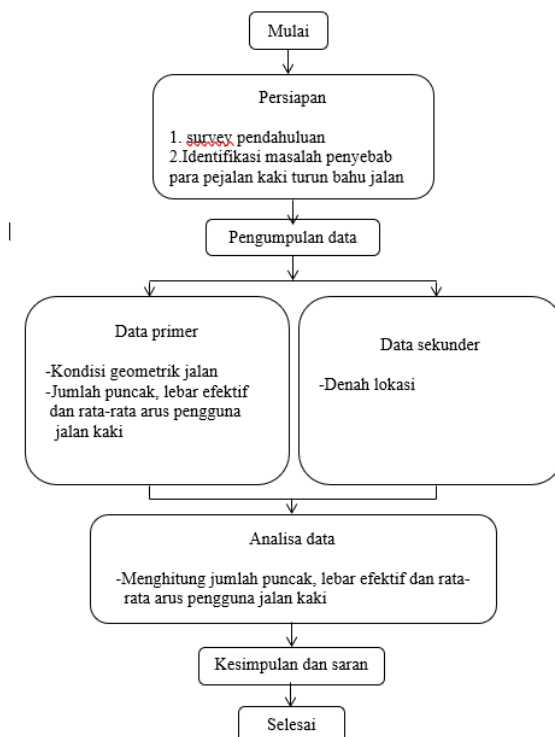 Mulai
Persiapan
1. survey pendahuluan
2.Identifikasi masalah penyebab
para pejalan kaki turun bahu jalan
Pengumpulan data
Data primer
-Kondisi geometrik jalan
-Jumlah puncak, lebar efektif
dan rata-rata arus pengguna
jalan kaki
Data sekunder
-Denah lokasi
Analisa data
-Menghitung jumlah puncak, lebar efektif dan rata-
rata arus pengguna jalan kaki
Kesimpulan dan saran
Selesai